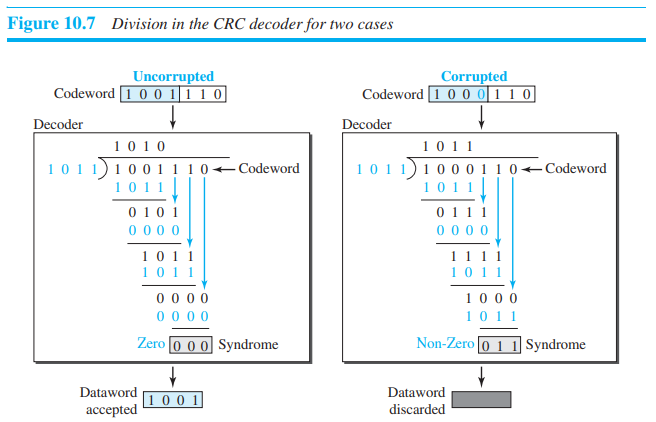 Figure 10.7 Division in the CRC decoder for two cases
Uncorrupted
Codeword 1 0 0 1 1 1 0
Decoder
1 0 1 0
1 0 1 1 ) 1 0 0 1 1 1 0 Codeword
1 0 1 1
0 1 0 1
0 0 0 0
1 0 1 1
1 0 1 1
0 0 0 0
0 0 0 0
Zero 0 0 0 Syndrome
Dataword
accepted
1 0 0 1
Corrupted
Codeword 1 0 0 0 1 1 0
Decoder
1 0 1 1
1 0 1 1 ) 1 0 0 0 1 1 0 Codeword
1 0 1 1
0 1 1 1
0 0 0 0
1 1 1 1
1 0 1 1
1 0 0 0
1 0 1 1
Non-Zero 0 1 1 Syndrome
Dataword
discarded